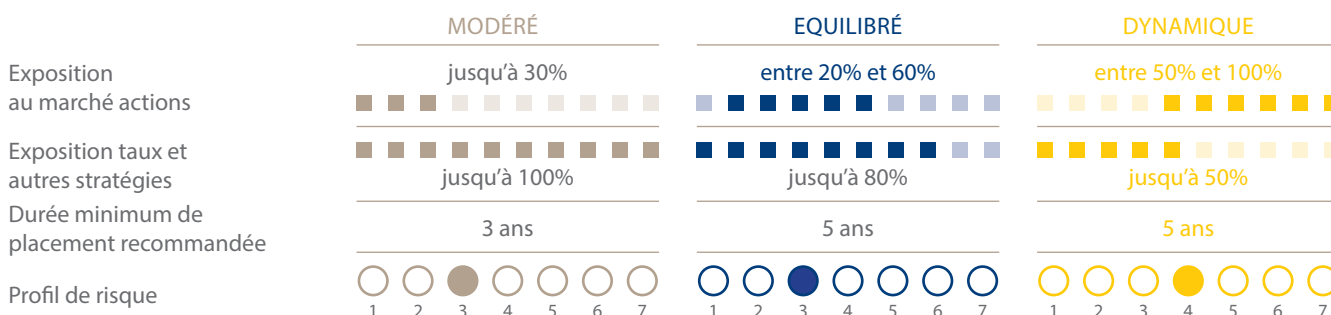 MODÉRÉ EQUILIBRÉ DYNAMIQUE
Exposition
au marché actions
jusqu'à 30% entre 20% et 60% entre 50% et 100%
Exposition taux et
autres stratégies
jusqu'à 100% jusqu'à 80% jusqu'à 50%
Durée minimum de
placement recommandée
3 ans 5 ans 5 ans
Profil de risque
1 2 3 4 5 6 7 1 2 3 4 5 6 7 1 2 3 4 5 6 7